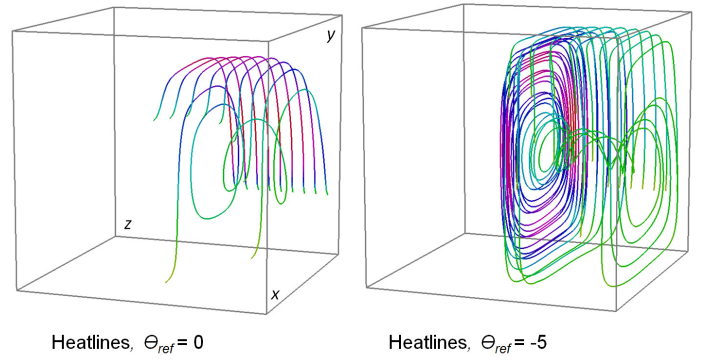 y
z
x
Heatlines, Θref = 0
Heatlines, Θref = -5